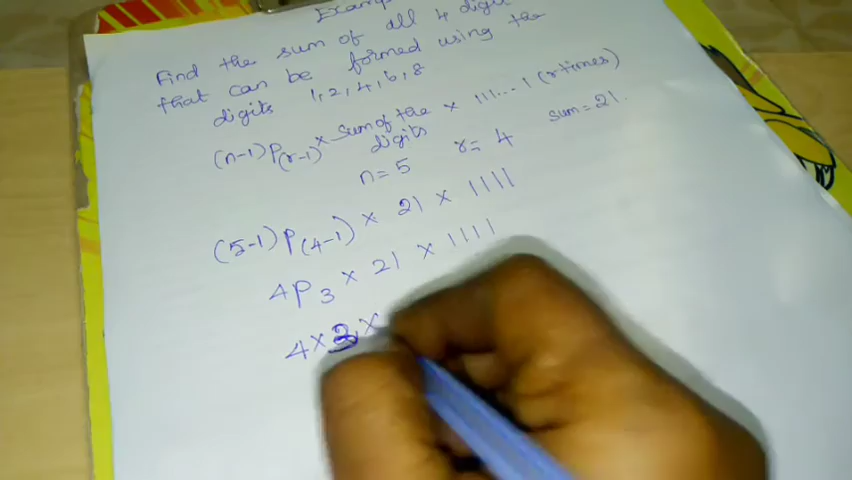 Examp
Find the sum of all 4 digit
that can be formed using the
digits 1,2,4,6,8
(n-1)P(r-1) × sum of the digits × 111...1 (r times)
n=5 r=4 sum=21.
(5-1)P(4-1) × 21 × 1111
4P3 × 21 × 1111
4×3×